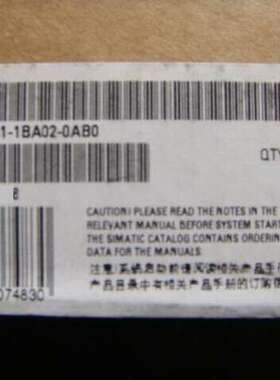 1-1BA02-0AB0
QTY
B
CAUTION! PLEASE READ THE NOTES IN THE
RELEVANT MANUAL BEFORE SYSTEM START
THE SIMATIC CATALOG CONTAINS ORDERING
DATA FOR THE MANUALS
注意:系统启动前请阅读相关产品手册
产品目录中有相关产品手册的订购
074830